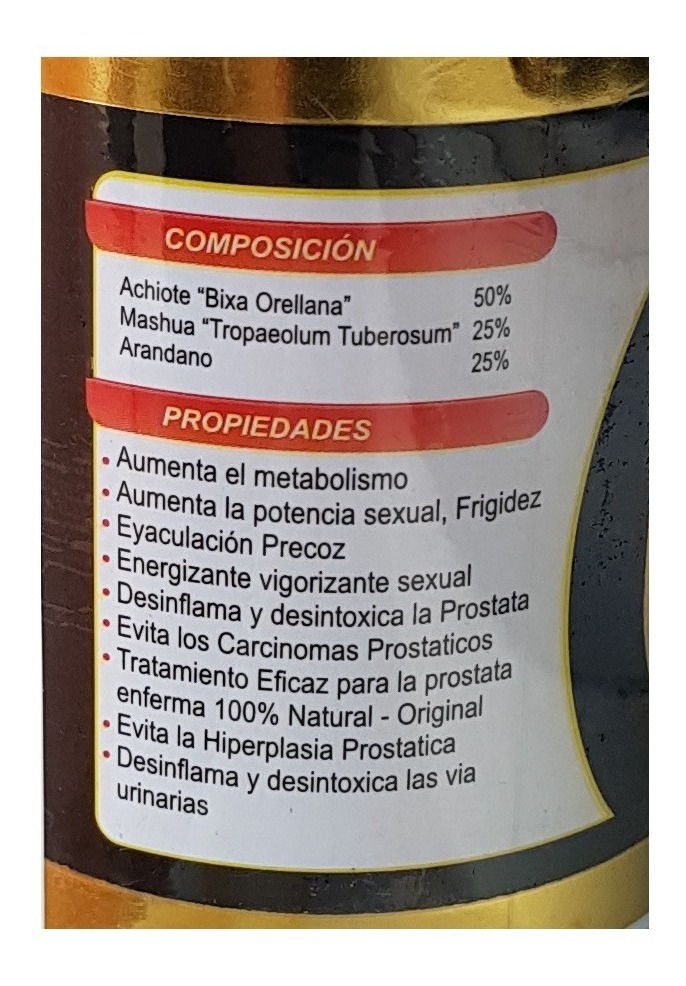 COMPOSICIÓN
Achiote "Bixa Orellana" 50%
Mashua "Tropaeolum Tuberosum" 25%
Arandano 25%
PROPIEDADES
• Aumenta el metabolismo
• Aumenta la potencia sexual, Frigidez
• Eyaculación Precoz
• Energizante vigorizante sexual
• Desinflama y desintoxica la Prostata
• Evita los Carcinomas Prostaticos
• Tratamiento Eficaz para la prostata
enferma 100% Natural - Original
• Evita la Hiperplasia Prostatica
• Desinflama y desintoxica las via
urinarias